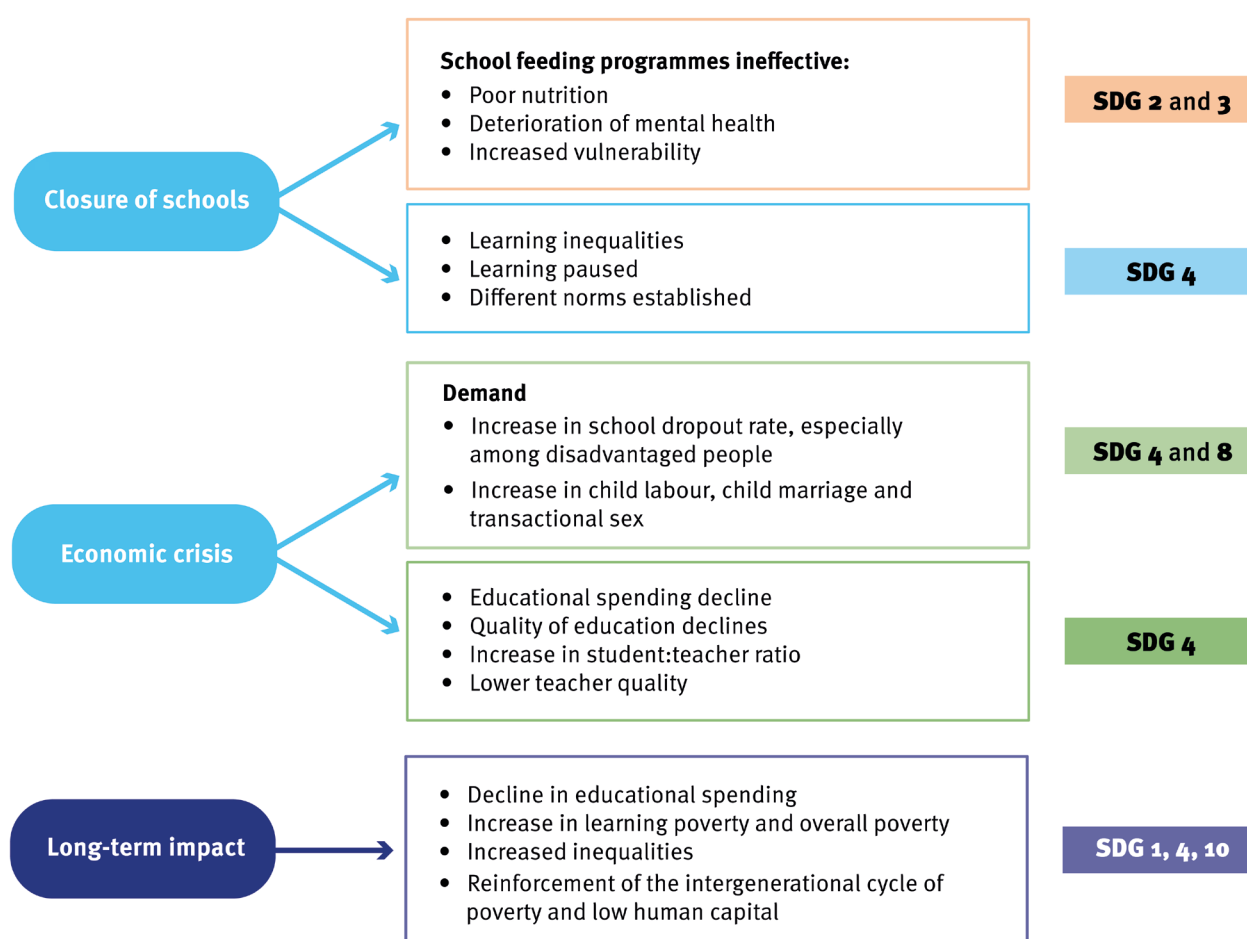 School feeding programmes ineffective:
• Poor nutrition
• Deterioration of mental health
• Increased vulnerability
SDG 2 and 3
Closure of schools
• Learning inequalities
• Learning paused
• Different norms established
SDG 4
Demand
• Increase in school dropout rate, especially
among disadvantaged people
• Increase in child labour, child marriage and
transactional sex
SDG 4 and 8
Economic crisis
• Educational spending decline
• Quality of education declines
• Increase in student:teacher ratio
• Lower teacher quality
SDG 4
Long-term impact
• Decline in educational spending
• Increase in learning poverty and overall poverty
• Increased inequalities
• Reinforcement of the intergenerational cycle of
poverty and low human capital
SDG 1, 4, 10